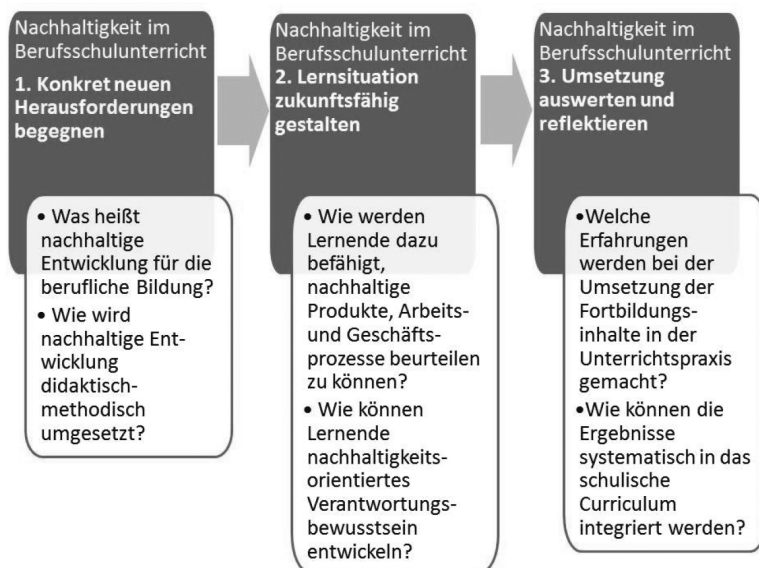 Nachhaltigkeit im
Berufsschulunterricht
1. Konkret neuen
Herausforderungen
begegnen
• Was heißt
nachhaltige
Entwicklung für die
berufliche Bildung?
• Wie wird
nachhaltige Ent-
wicklung
didaktisch-
methodisch
umgesetzt?
Nachhaltigkeit im
Berufsschulunterricht
2. Lernsituation
zukunftsfähig
gestalten
• Wie werden
Lernende dazu
befähigt,
nachhaltige
Produkte, Arbeits-
und Geschäfts-
prozesse beurteilen
zu können?
• Wie können
Lernende
nachhaltigkeits-
orientiertes
Verantwortungs-
bewusstsein
entwickeln?
Nachhaltigkeit im
Berufsschulunterricht
3. Umsetzung
auswerten und
reflektieren
•Welche
Erfahrungen
werden bei der
Umsetzung der
Fortbildungs-
inhalte in der
Unterrichtspraxis
gemacht?
•Wie können die
Ergebnisse
systematisch in das
schulische
Curriculum
integriert werden?